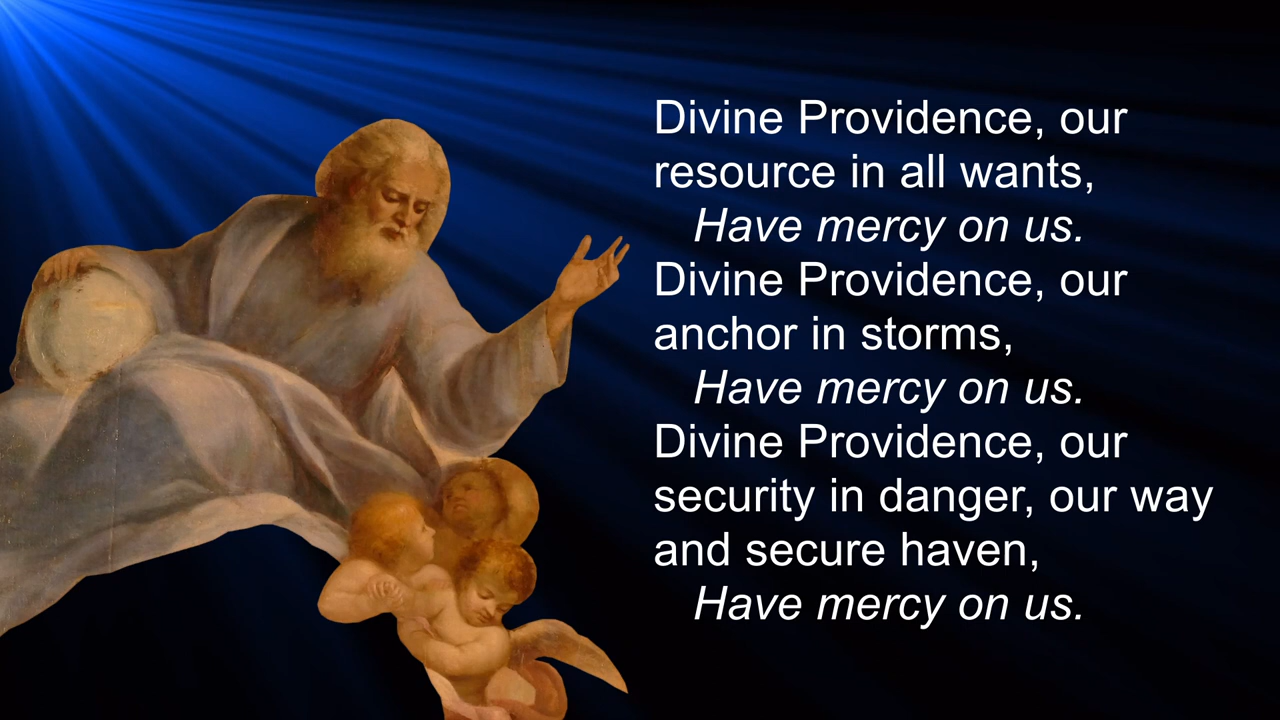 Divine Providence, our
resource in all wants,
Have mercy on us.
Divine Providence, our
anchor in storms,
Have mercy on us.
Divine Providence, our
security in danger, our way
and secure haven,
Have mercy on us.